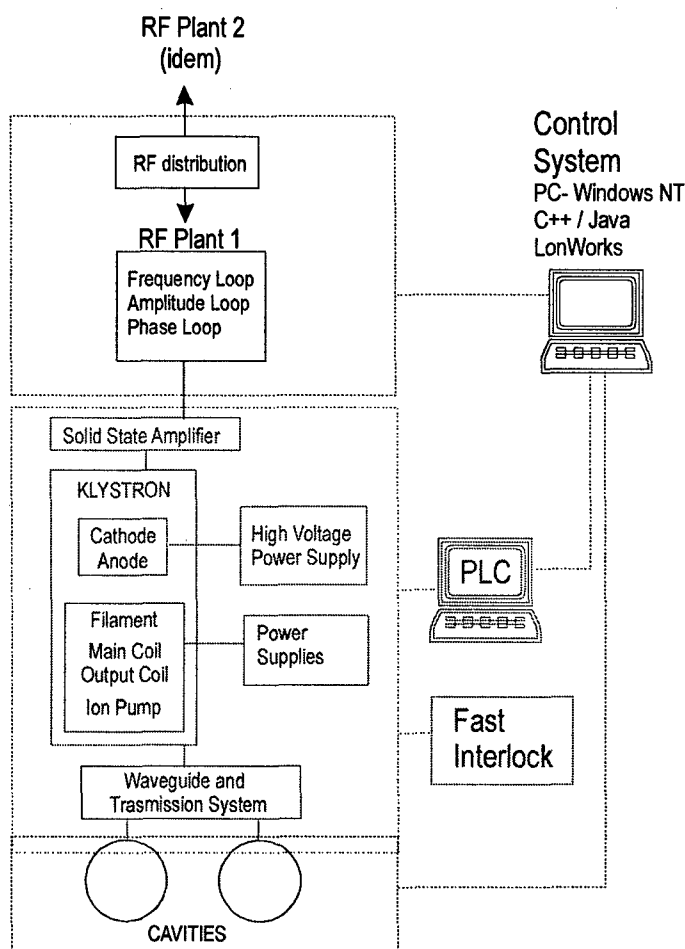 RF Plant 2
(idem)
RF distribution
RF Plant 1
Frequency Loop
Amplitude Loop
Phase Loop
Control
System
PC- Windows NT
C++ / Java
LonWorks
Solid State Amplifier
KLYSTRON
Cathode
Anode
High Voltage
Power Supply
PLC
Filament
Main Coil
Output Coil
Ion Pump
Power
Supplies
Fast
Interlock
Waveguide and
Trasmission System
CAVITIES